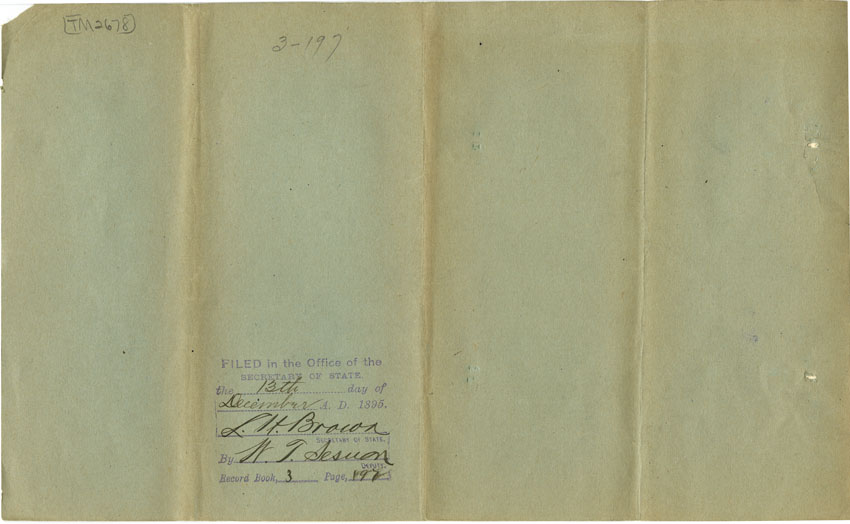 TM2678
3-197
FILED in the Office of the
SECRETARY OF STATE.
the 13th day of
December A. D. 1895.
L. H. Brown
SECRETARY OF STATE.
By W. T.
DEPUTY.
Record Book, 3 Page, 197